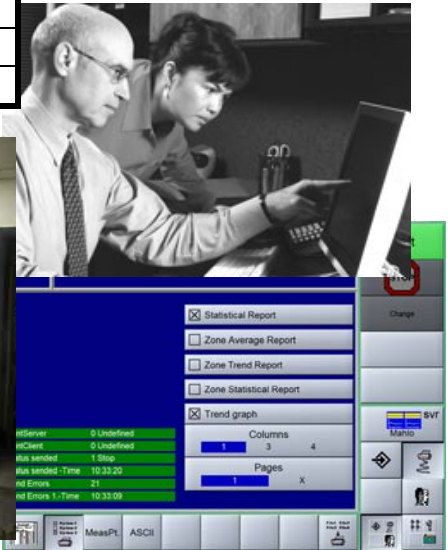 STOP
Statistical Report
Change
Zone Average Report
Zone Trend Report
Zone Statistical Report
Trend graph
svr
Mahlo
ntServer 0 Undefined
ntClient 0 Undefined
atus sended 1 Stop
atus sended -Time 10:33:20
nd Errors 21
nd Errors 1.-Time 10:33:09
Columns
1 3 4
Pages
1 X
MeasPt. ASCII